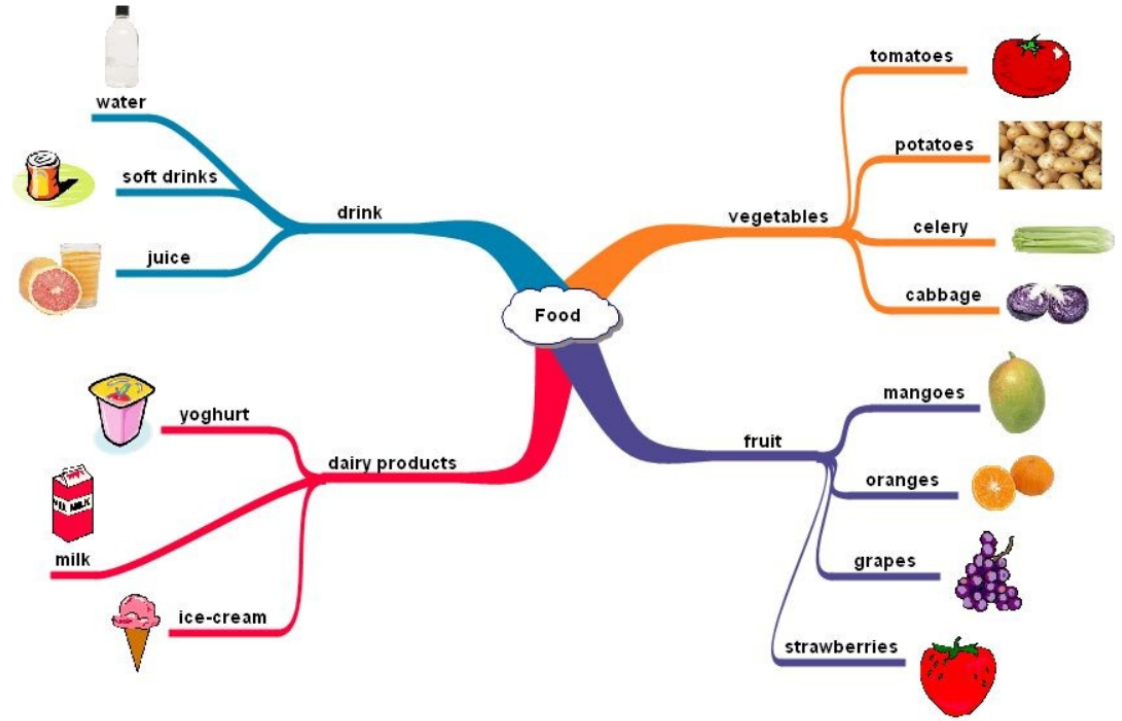 water
soft drinks
juice
drink
Food
vegetables
tomatoes
potatoes
celery
cabbage
fruit
mangoes
oranges
grapes
strawberries
dairy products
yoghurt
milk
MILK
ice-cream